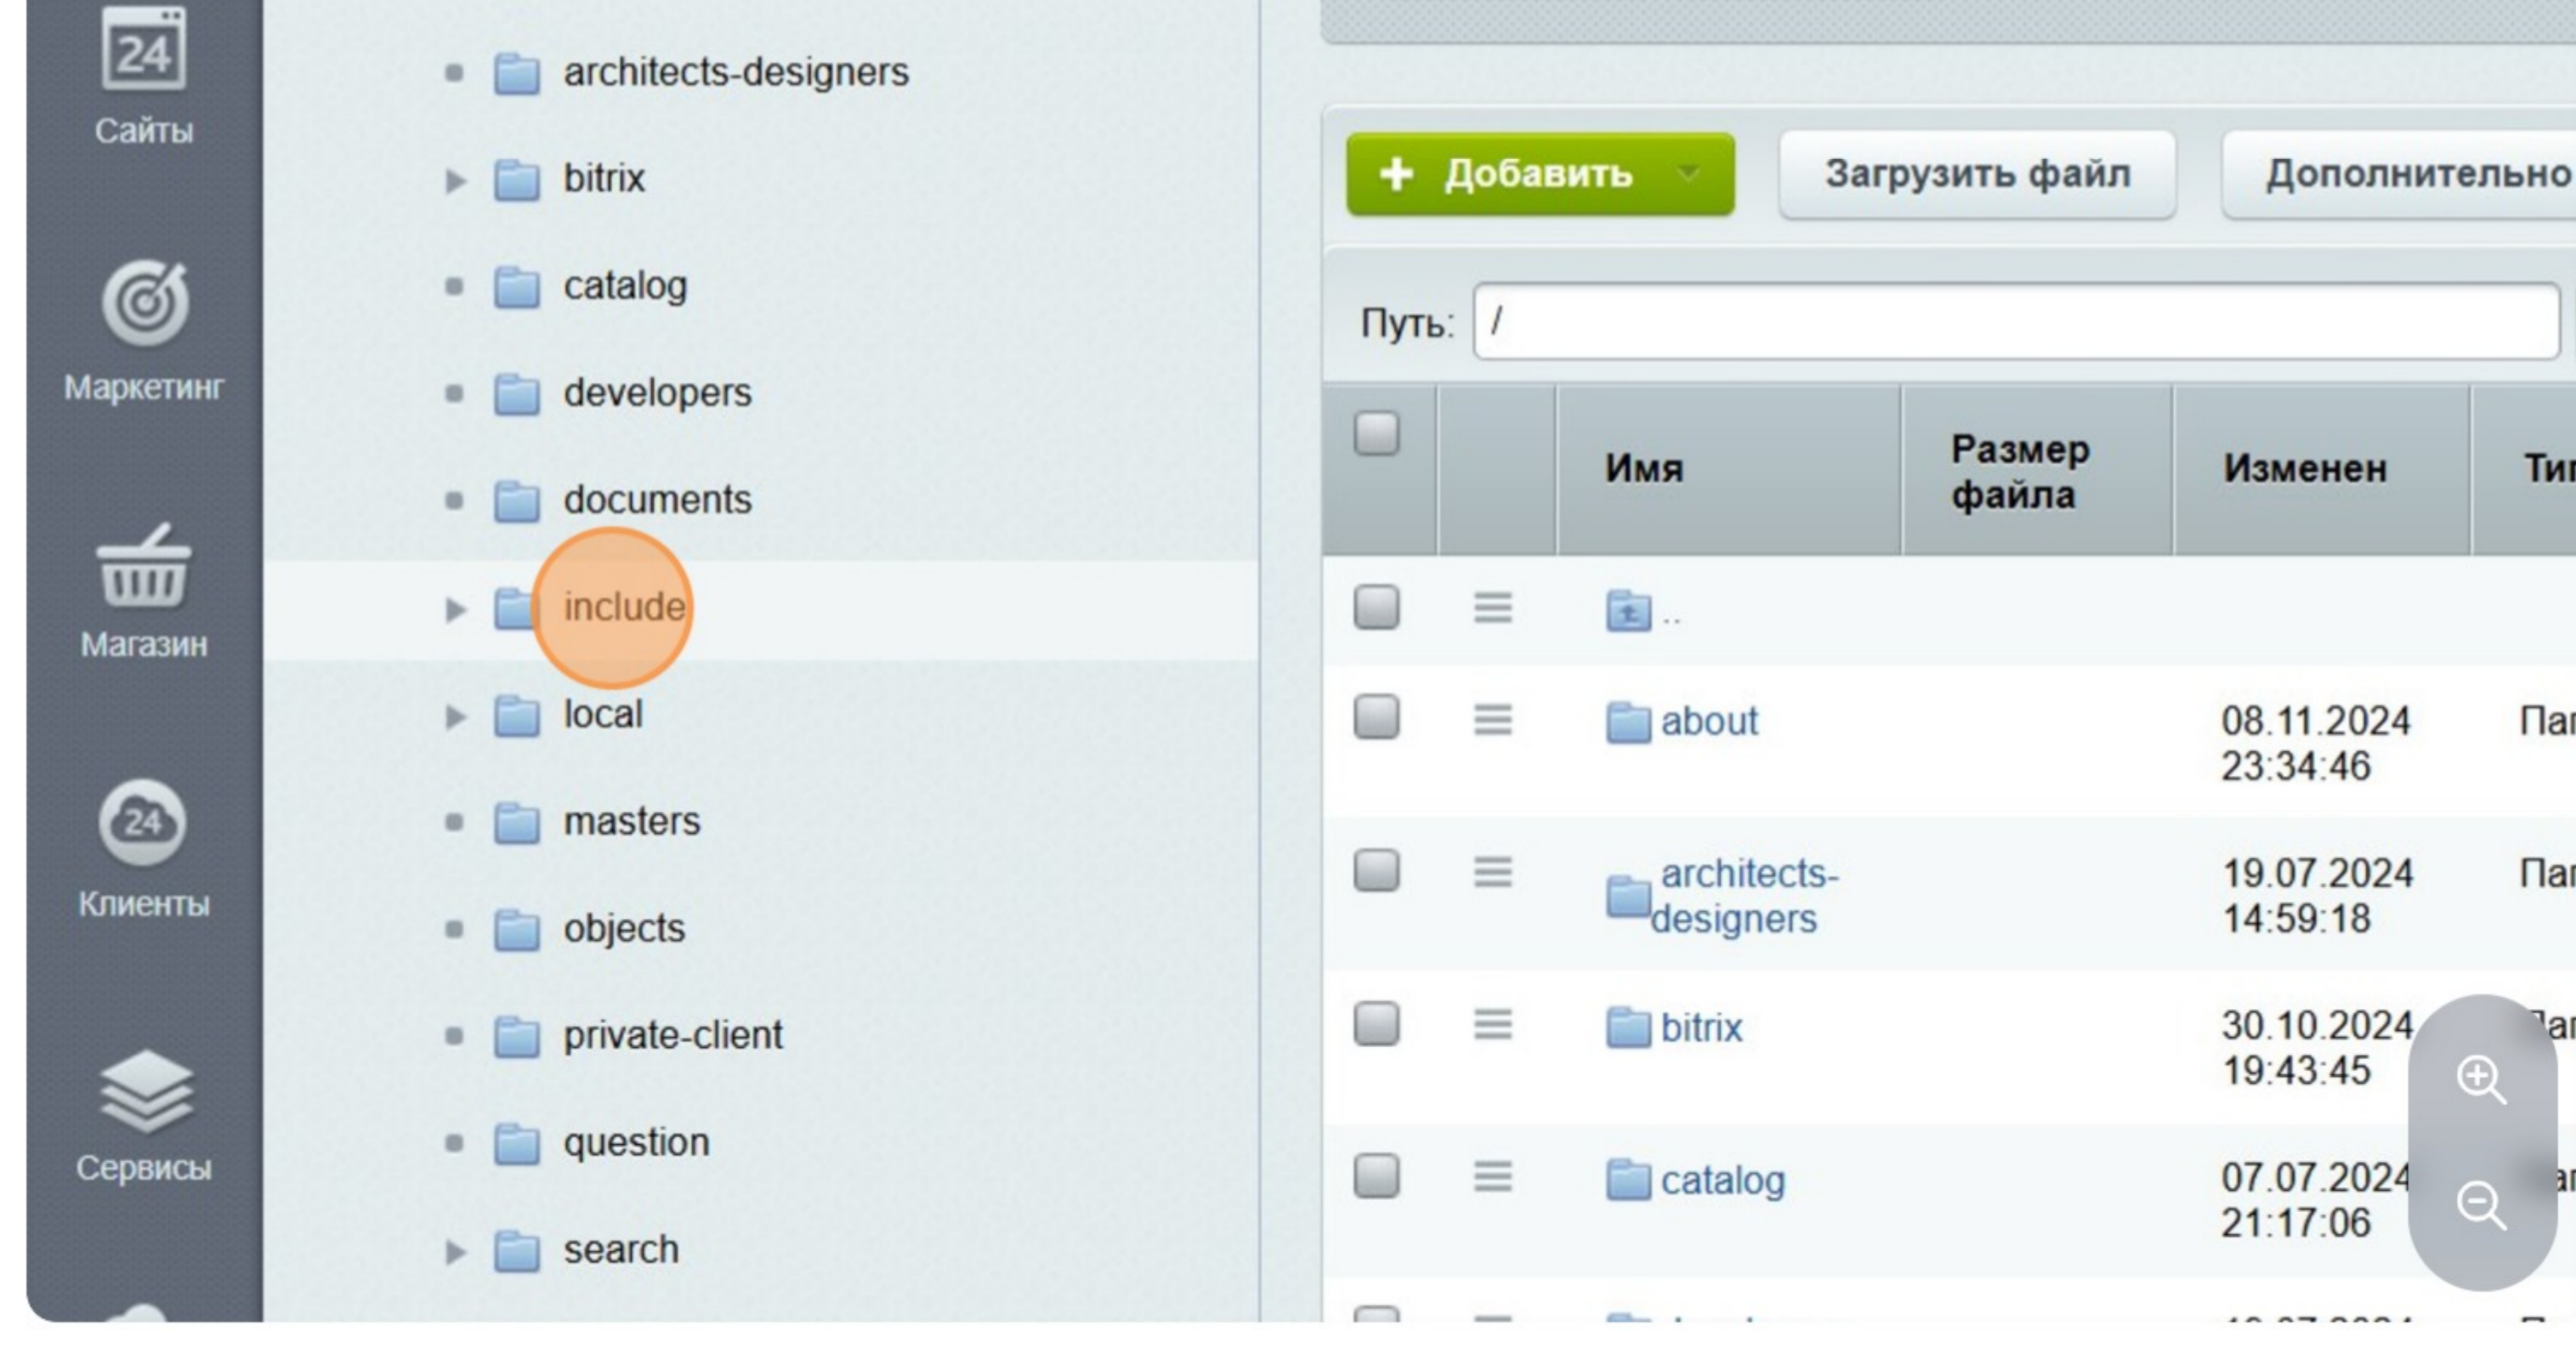 24
Сайты
Маркетинг
Магазин
24
Клиенты
Сервисы
architects-designers
bitrix
catalog
developers
documents
include
local
masters
objects
private-client
question
search
+ Добавить
Загрузить файл
Дополнительно
Путь: /
Имя
Размер
файла
Изменен
..
about
08.11.2024
23:34:46
architects-
designers
19.07.2024
14:59:18
bitrix
30.10.2024
19:43:45
catalog
07.07.2024
21:17:06